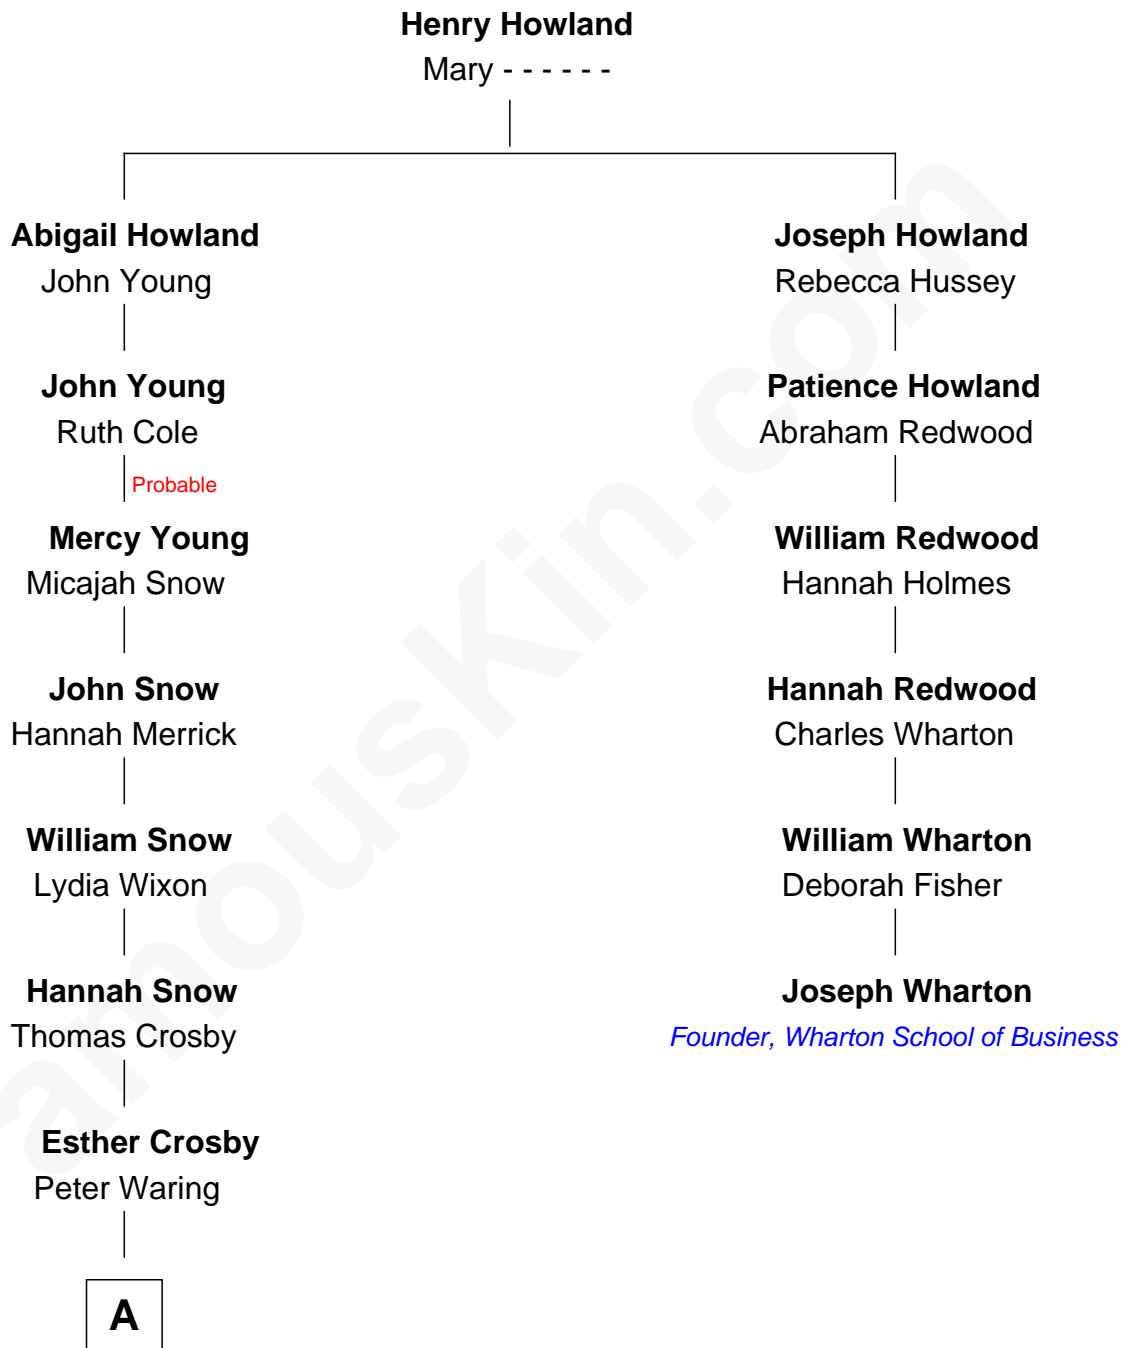 Henry Howland
Mary - - - - - -
Abigail Howland
John Young
Joseph Howland
Rebecca Hussey
John Young
Ruth Cole
Probable
Patience Howland
Abraham Redwood
Mercy Young
Micajah Snow
William Redwood
Hannah Holmes
John Snow
Hannah Merrick
Hannah Redwood
Charles Wharton
William Snow
Lydia Wixon
William Wharton
Deborah Fisher
Hannah Snow
Thomas Crosby
Joseph Wharton
Founder, Wharton School of Business
Esther Crosby
Peter Waring
A
amousKin.com